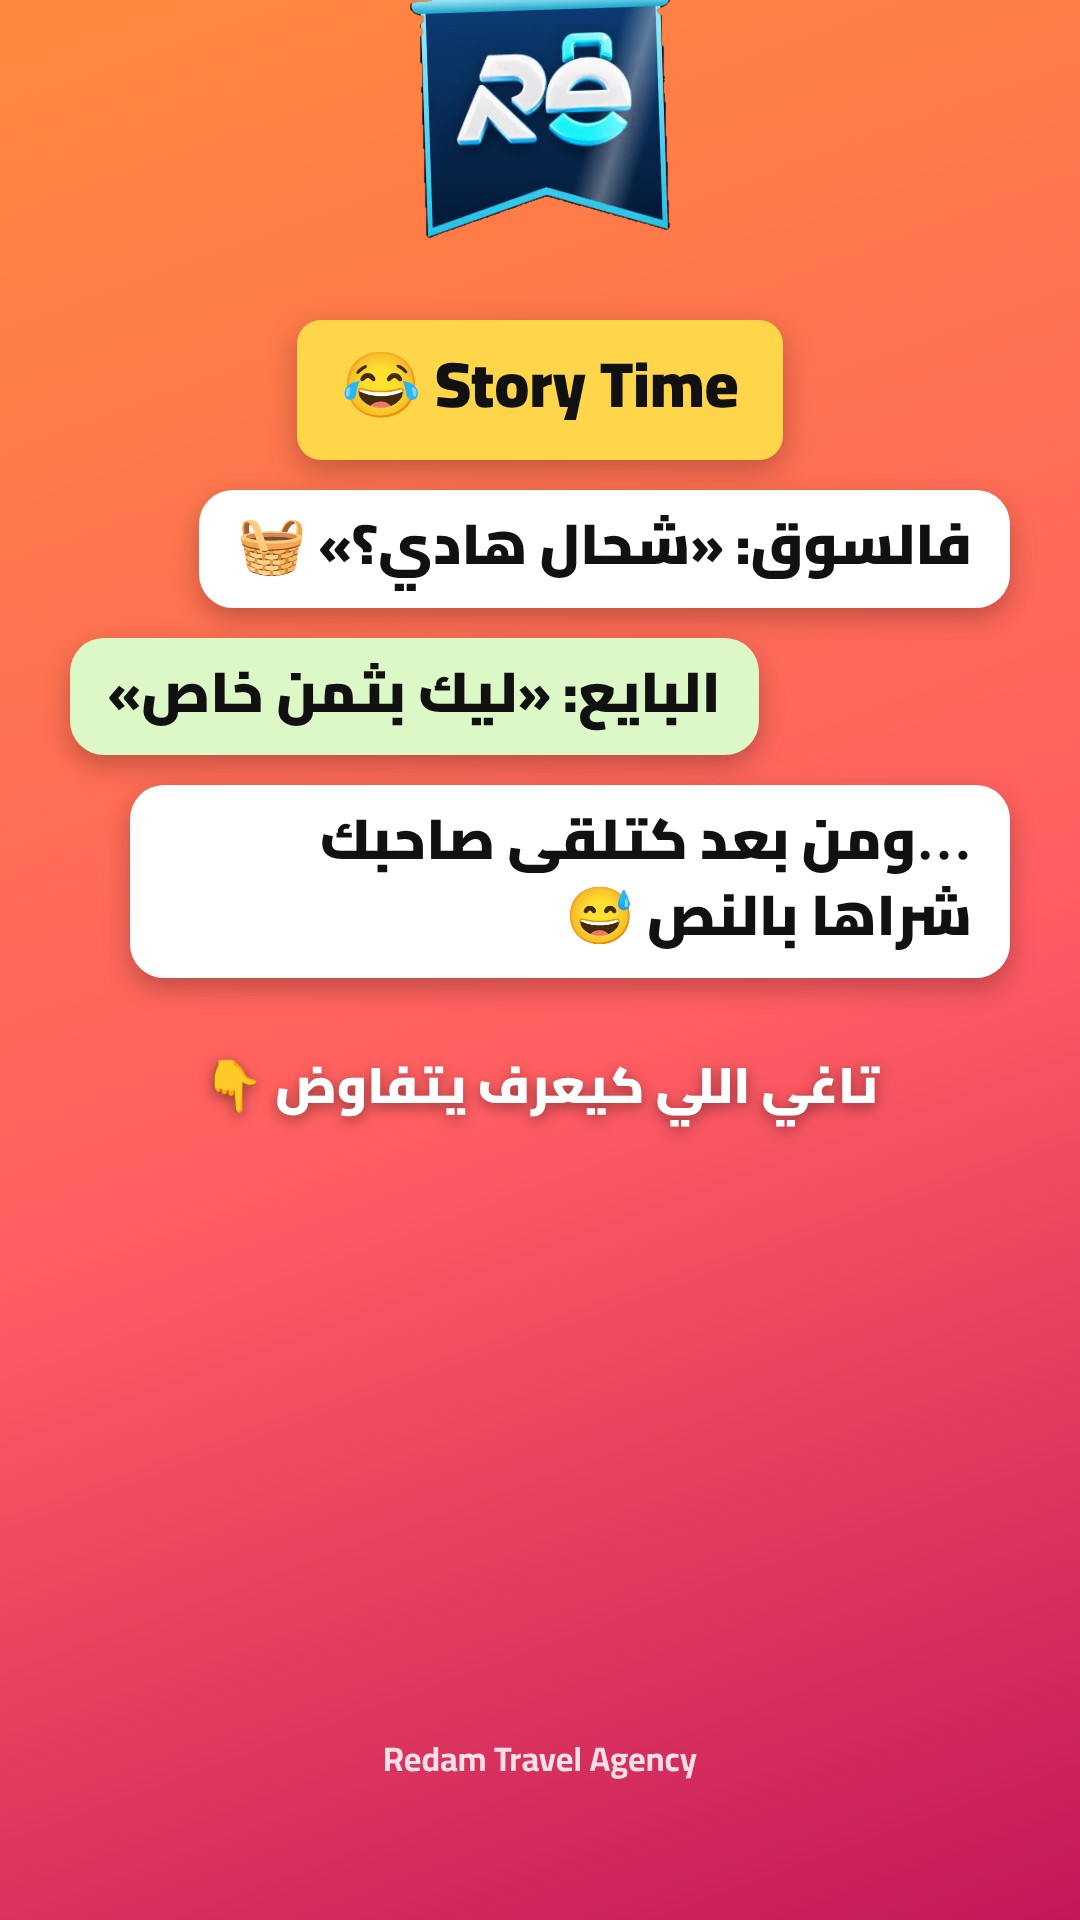 Re
Story Time 😂
فالسوق: «شحال هادي؟» 🧺
البايع: «ليك بثمن خاص»
...ومن بعد كتلقى صاحبك
شراها بالنص 😅
تاغي اللي كيعرف يتفاوض 👇
Redam Travel Agency